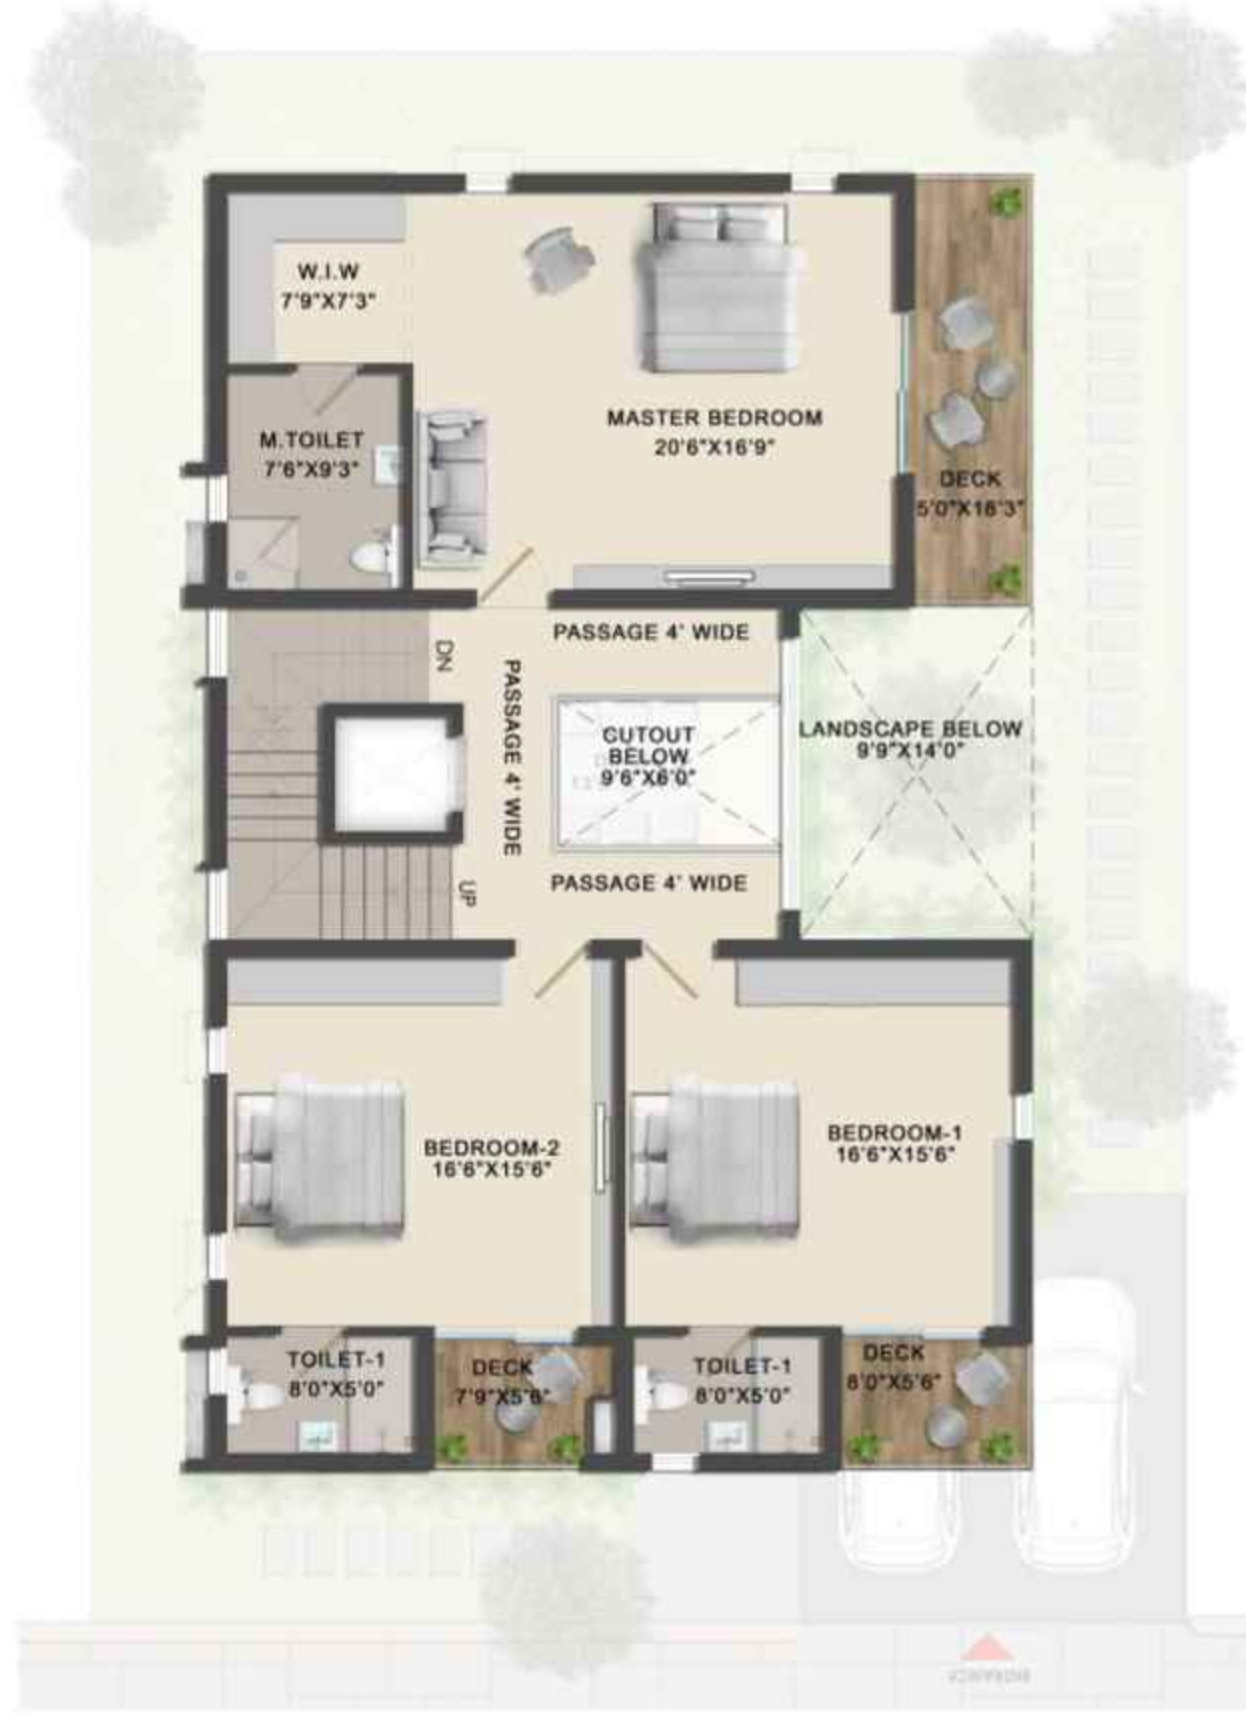 W.I.W
7'9"X7'3"
M.TOILET
7'6"X9'3"
MASTER BEDROOM
20'6"X16'9"
DECK
5'0"X18'3"
DN
PASSAGE 4' WIDE
PASSAGE 4' WIDE
CUTOUT
BELOW
9'6"X6'0"
LANDSCAPE BELOW
9'9"X14'0"
UP
PASSAGE 4' WIDE
BEDROOM-2
16'6"X15'6"
BEDROOM-1
16'6"X15'6"
TOILET-1
8'0"X5'0"
DECK
7'9"X5'6"
TOILET-1
8'0"X5'0"
DECK
8'0"X5'6"
ENTRANCE